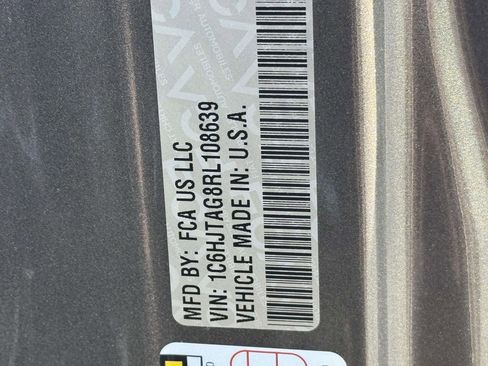 MFD BY: FCA US LLC
VIN: 1C6HJTAG8RL108639
VEHICLE MADE IN: U.S.A.